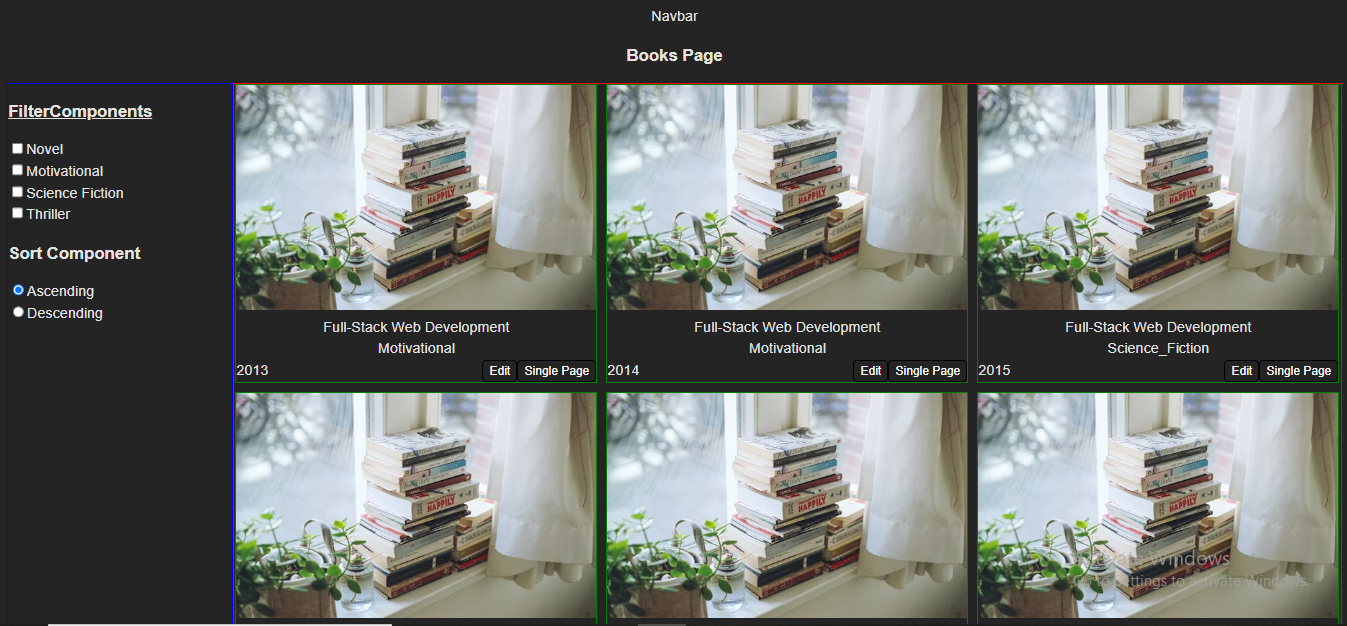 Navbar
Books Page
FilterComponents
Novel
Motivational
Science Fiction
Thriller
Sort Component
Ascending
Descending
HAPPILY
HAPPILY
HAPPILY
Full-Stack Web Development
Motivational
2013 Edit Single Page
Full-Stack Web Development
Motivational
2014 Edit Single Page
Full-Stack Web Development
Science_Fiction
2015 Edit Single Page
HAPPILY
HAPPILY
HAPPILY
Activate Windows
Go to Settings to activate Windows.